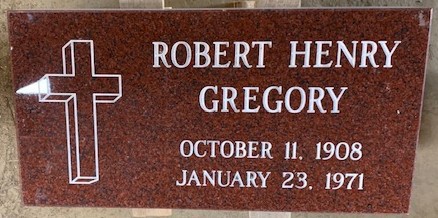 ROBERT HENRY
GREGORY
OCTOBER 11, 1908
JANUARY 23, 1971